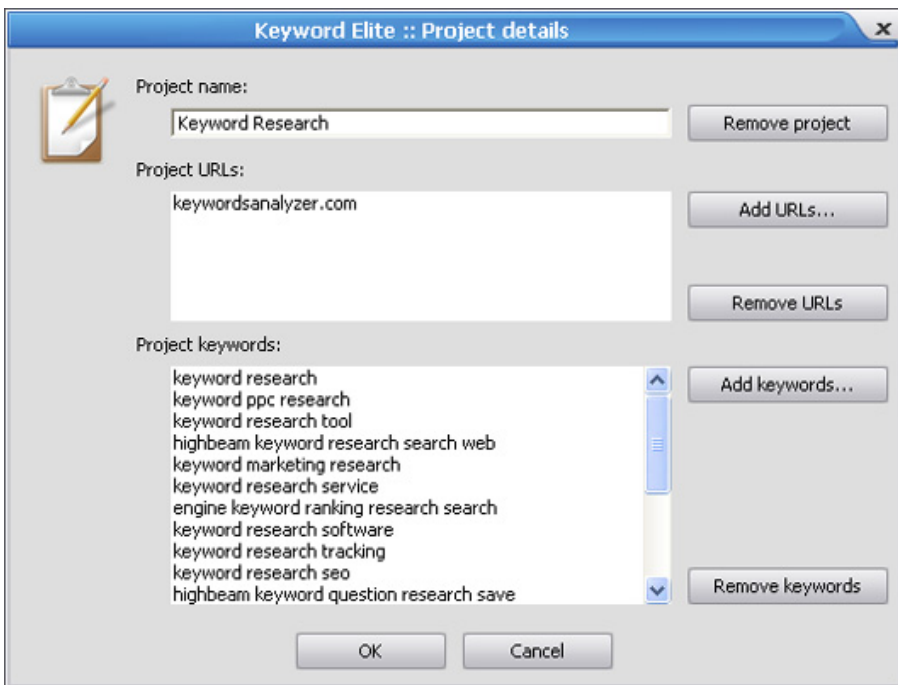 Keyword Elite :: Project details
Project name:
Keyword Research
Remove project
Project URLs:
keywordsanalyzer.com
Add URLs...
Remove URLs
Project keywords:
keyword research
Add keywords...
keyword ppc research
keyword research tool
highbeam keyword research search web
keyword marketing research
keyword research service
engine keyword ranking research search
keyword research software
keyword research tracking
keyword research seo
highbeam keyword question research save
Remove keywords
OK
Cancel